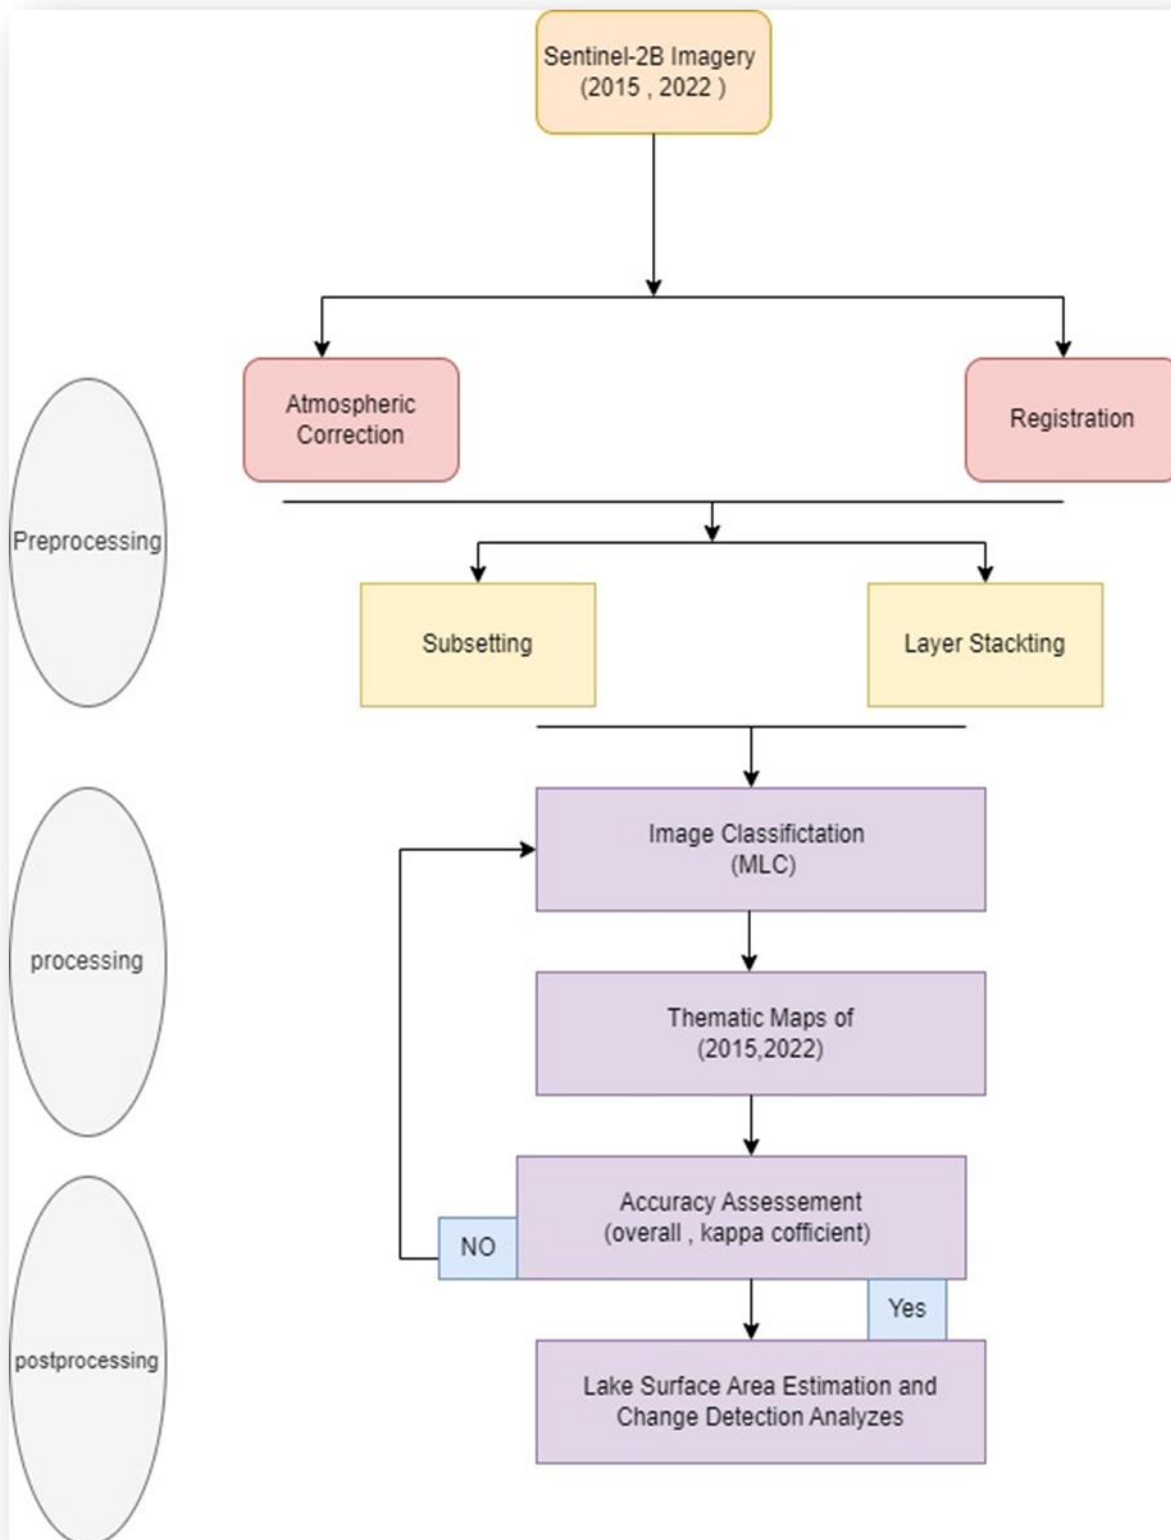 Sentinel-2B Imagery
(2015 , 2022 )
Atmospheric
Correction
Registration
Preprocessing
Subsetting
Layer Stackting
Image Classifictation
(MLC)
processing
Thematic Maps of
(2015,2022)
Accuracy Assessement
(overall , kappa cofficient)
NO
Yes
postprocessing
Lake Surface Area Estimation and
Change Detection Analyzes